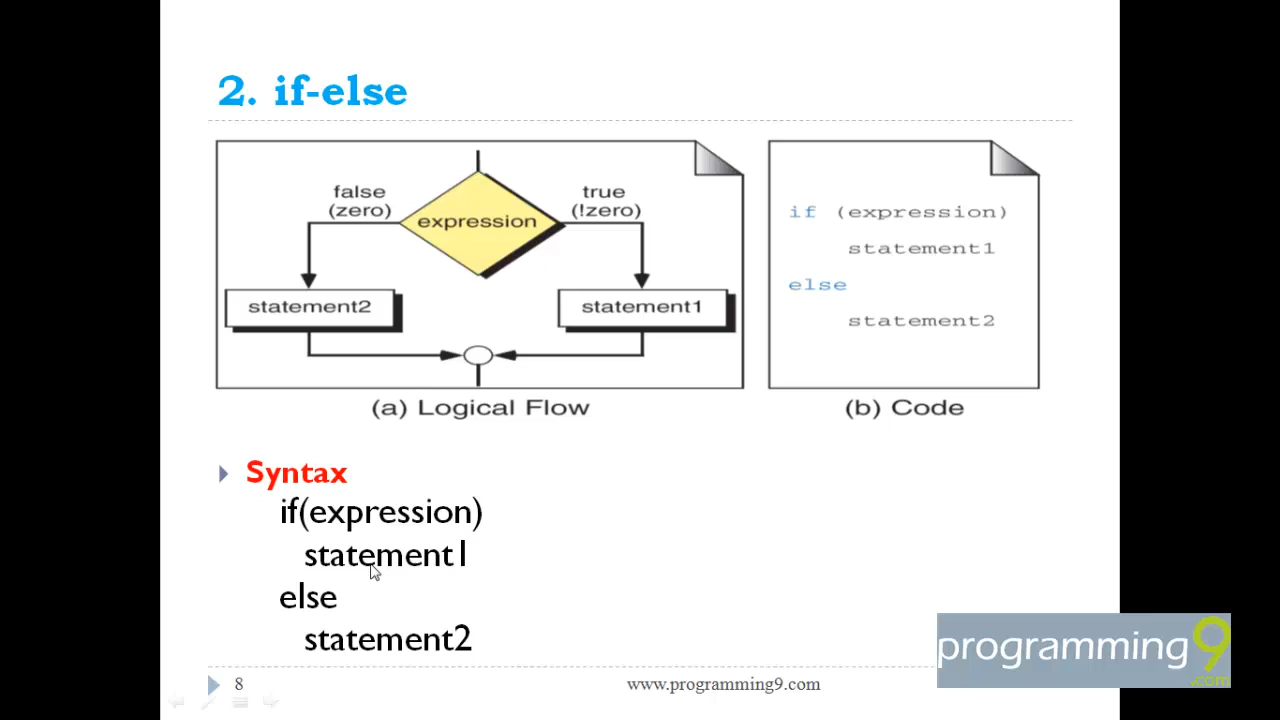 2. if-else
false
(zero)
true
(!zero)
expression
statement2
statement1
(a) Logical Flow
if (expression)
statement1
else
statement2
(b) Code
Syntax
if(expression)
statement1
else
statement2
8
www.programming9.com
programming9
.com